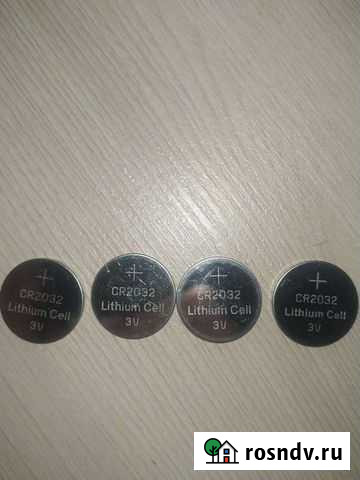 +
CR2032
Lithium Cell
3V
+
CR2032
Lithium Cell
3V
+
CR2032
Lithium Cell
3V
+
CR2032
Lithium Cell
3V
rosndv.ru